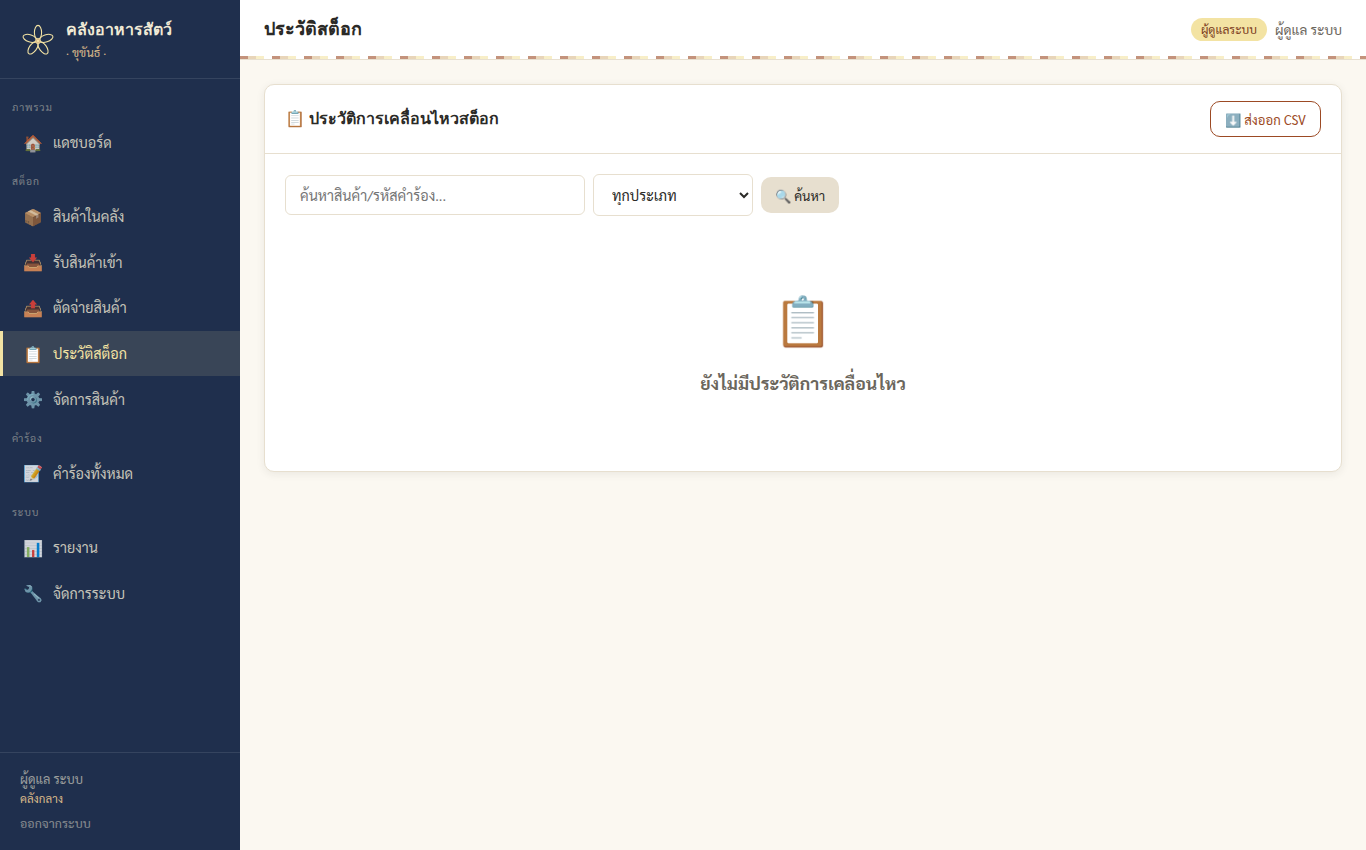 คลังอาหารสัตว์
· ขุขันธ์ ·
ภาพรวม
แดชบอร์ด
สต็อก
สินค้าในคลัง
รับสินค้าเข้า
ตัดจ่ายสินค้า
ประวัติสต็อก
จัดการสินค้า
คำร้อง
คำร้องทั้งหมด
ระบบ
รายงาน
จัดการระบบ
ผู้ดูแล ระบบ
คลังกลาง
ออกจากระบบ
ประวัติสต็อก
ผู้ดูแลระบบ ผู้ดูแล ระบบ
ประวัติการเคลื่อนไหวสต็อก
ส่งออก CSV
ค้นหาสินค้า/รหัสคำร้อง...
ทุกประเภท
ค้นหา
ยังไม่มีประวัติการเคลื่อนไหว